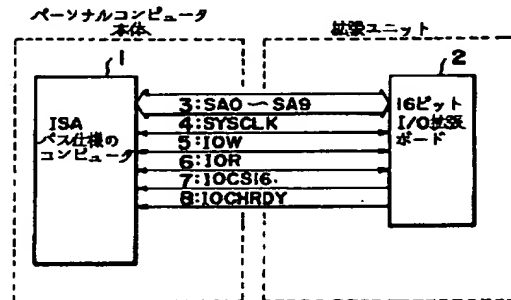 パーソナルコンピュータ
本体
拡張ユニット
1
2
ISA
バス仕様の
コンピュータ
3:SA0〜SA9
4:SYSCLK
5:IOW
6:IOR
7:IOCS16
8:IOCHRDY
16ビット
I/O拡張
ボード